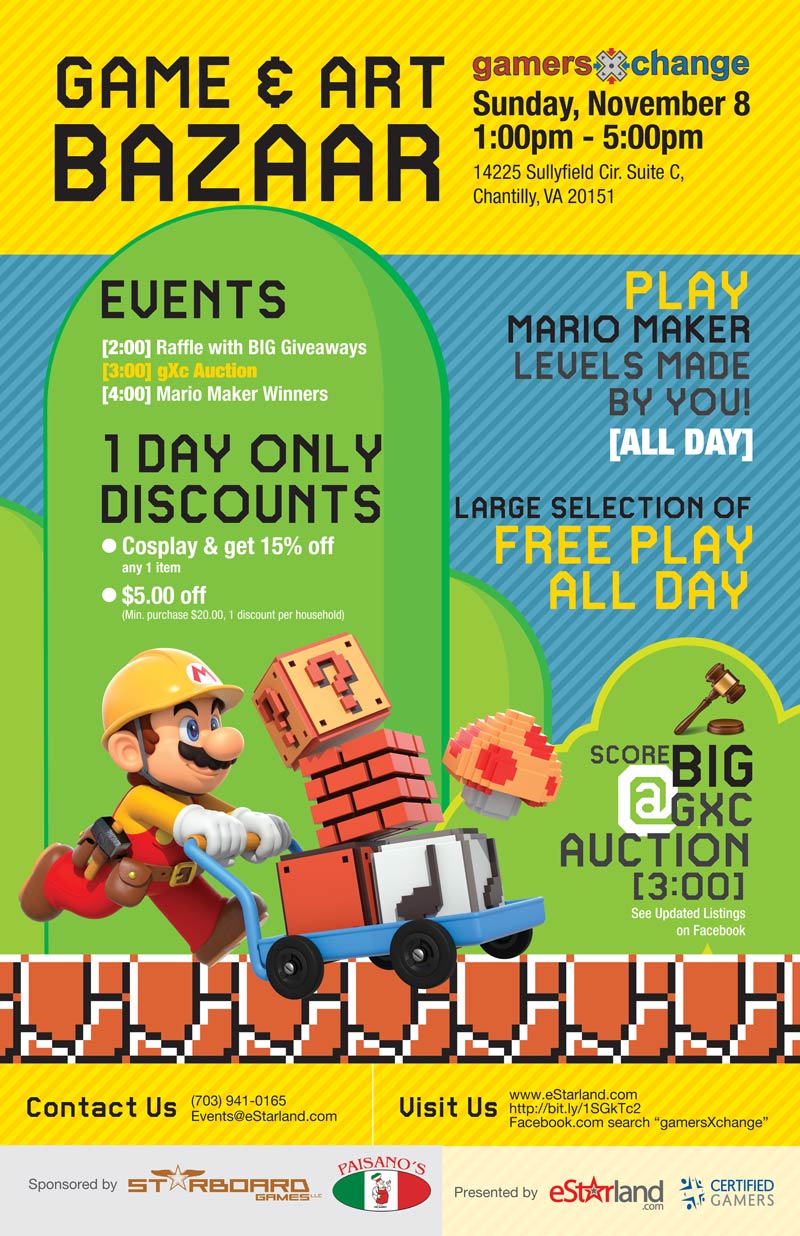 GAME & ART
BAZAAR
gamersXchange
Sunday, November 8
1:00pm - 5:00pm
14225 Sullyfield Cir. Suite C,
Chantilly, VA 20151
EVENTS
[2:00] Raffle with BIG Giveaways
[3:00] gXc Auction
[4:00] Mario Maker Winners
1 DAY ONLY
DISCOUNTS
● Cosplay & get 15% off
any 1 item
● $5.00 off
(Min. purchase $20.00, 1 discount per household)
PLAY
MARIO MAKER
LEVELS MADE
BY YOU!
[ALL DAY]
LARGE SELECTION OF
FREE PLAY
ALL DAY
M
?
?
SCORE BIG
@GXC
AUCTION
[3:00]
See Updated Listings
on Facebook
Contact Us
(703) 941-0165
Events@eStarland.com
Visit Us
www.eStarland.com
http://bit.ly/1SGkTc2
Facebook.com search “gamersXchange”
Sponsored by
STARBOARD
GAMES LLC
PAISANO'S
Presented by
eStarland
.com
CERTIFIED
GAMERS